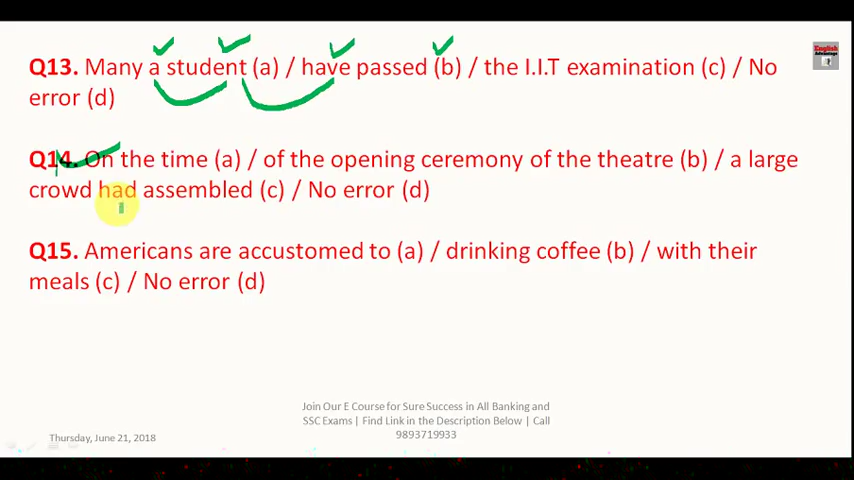 Q13. Many a student (a) / have passed (b) / the I.I.T examination (c) / No
error (d)
Q14. On the time (a) / of the opening ceremony of the theatre (b) / a large
crowd had assembled (c) / No error (d)
Q15. Americans are accustomed to (a) / drinking coffee (b) / with their
meals (c) / No error (d)
Join Our E Course for Sure Success in All Banking and
SSC Exams | Find Link in the Description Below | Call
9893719933
Thursday, June 21, 2018
English
Advantage